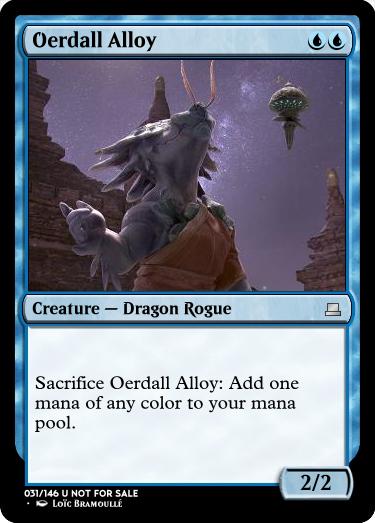 Oerdall Alloy
Creature — Dragon Rogue
Sacrifice Oerdall Alloy: Add one
mana of any color to your mana
pool.
2/2
031/146 U NOT FOR SALE
· Loïc Bramoullé